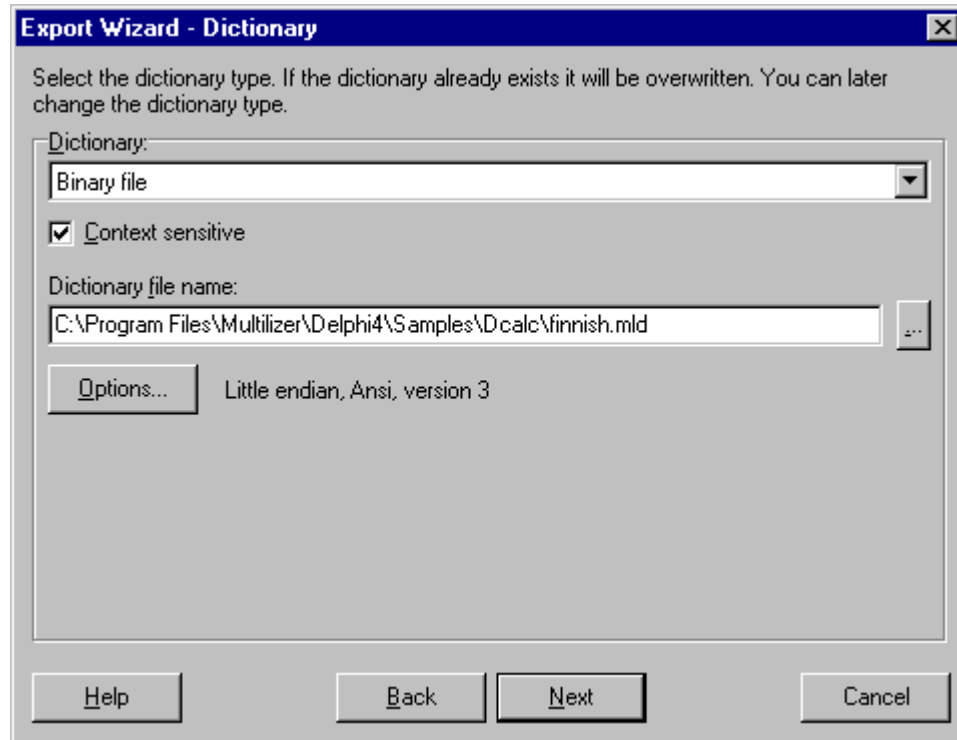 Export Wizard - Dictionary
Select the dictionary type. If the dictionary already exists it will be overwritten. You can later
change the dictionary type.
Dictionary:
Binary file
Context sensitive
Dictionary file name:
C:\Program Files\Multilizer\Delphi4\Samples\Dcalc\finnish.mld
...
Options... Little endian, Ansi, version 3
Help Back Next Cancel